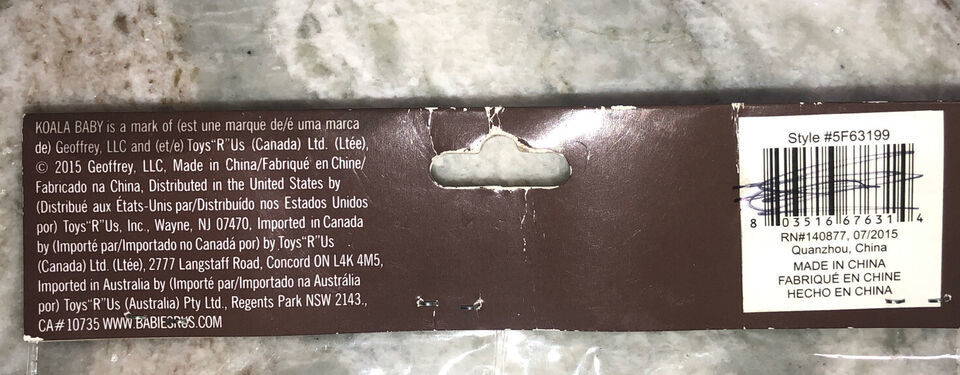 KOALA BABY is a mark of (est une marque de/é uma marca
de) Geoffrey, LLC and (et/e) Toys“R”Us (Canada) Ltd. (Ltée),
© 2015 Geoffrey, LLC, Made in China/Fabriqué en Chine/
Fabricado na China, Distributed in the United States by
(Distribué aux États-Unis par/Distribuído nos Estados Unidos
por) Toys“R”Us, Inc., Wayne, NJ 07470, Imported in Canada
by (Importé par/Importado no Canadá por) by Toys“R”Us
(Canada) Ltd. (Ltée), 2777 Langstaff Road, Concord ON L4K 4M5,
Imported in Australia by (Importé par/Importado na Austrália
por) Toys“R”Us (Australia) Pty Ltd., Regents Park NSW 2143.,
CA# 10735 WWW.BABIESRUS.COM
Style #5F63199
8 03516 67631 4
RN#140877, 07/2015
Quanzhou, China
MADE IN CHINA
FABRIQUÉ EN CHINE
HECHO EN CHINA